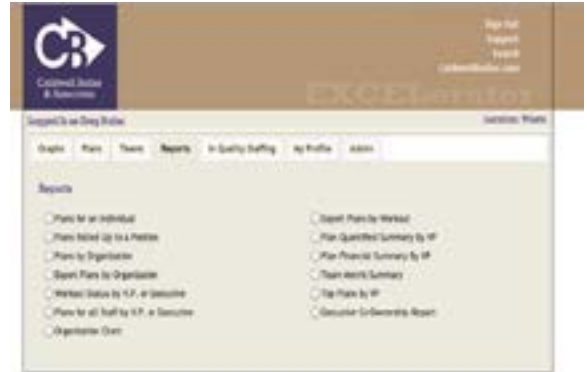 CB
Caldwell Butler
& Associates
Sign Out
Support
Search
EXCELerator
Logged In as Doug Butler
Graphs Plans Teams Reports In Quality Staffing My Profile Admin
Reports
Plans for an Individual
Plans Rolled Up to a Position
Plans by Organization
Export Plans by Organization
Workout Status by V.P. or Executive
Plans for all Staff by V.P. or Executive
Organization Chart
Export Plans by Workout
Plan Quantified Summary By VP
Plan Financial Summary By VP
Team Metric Summary
Top Plans by VP
Executive Co-Ownership Report